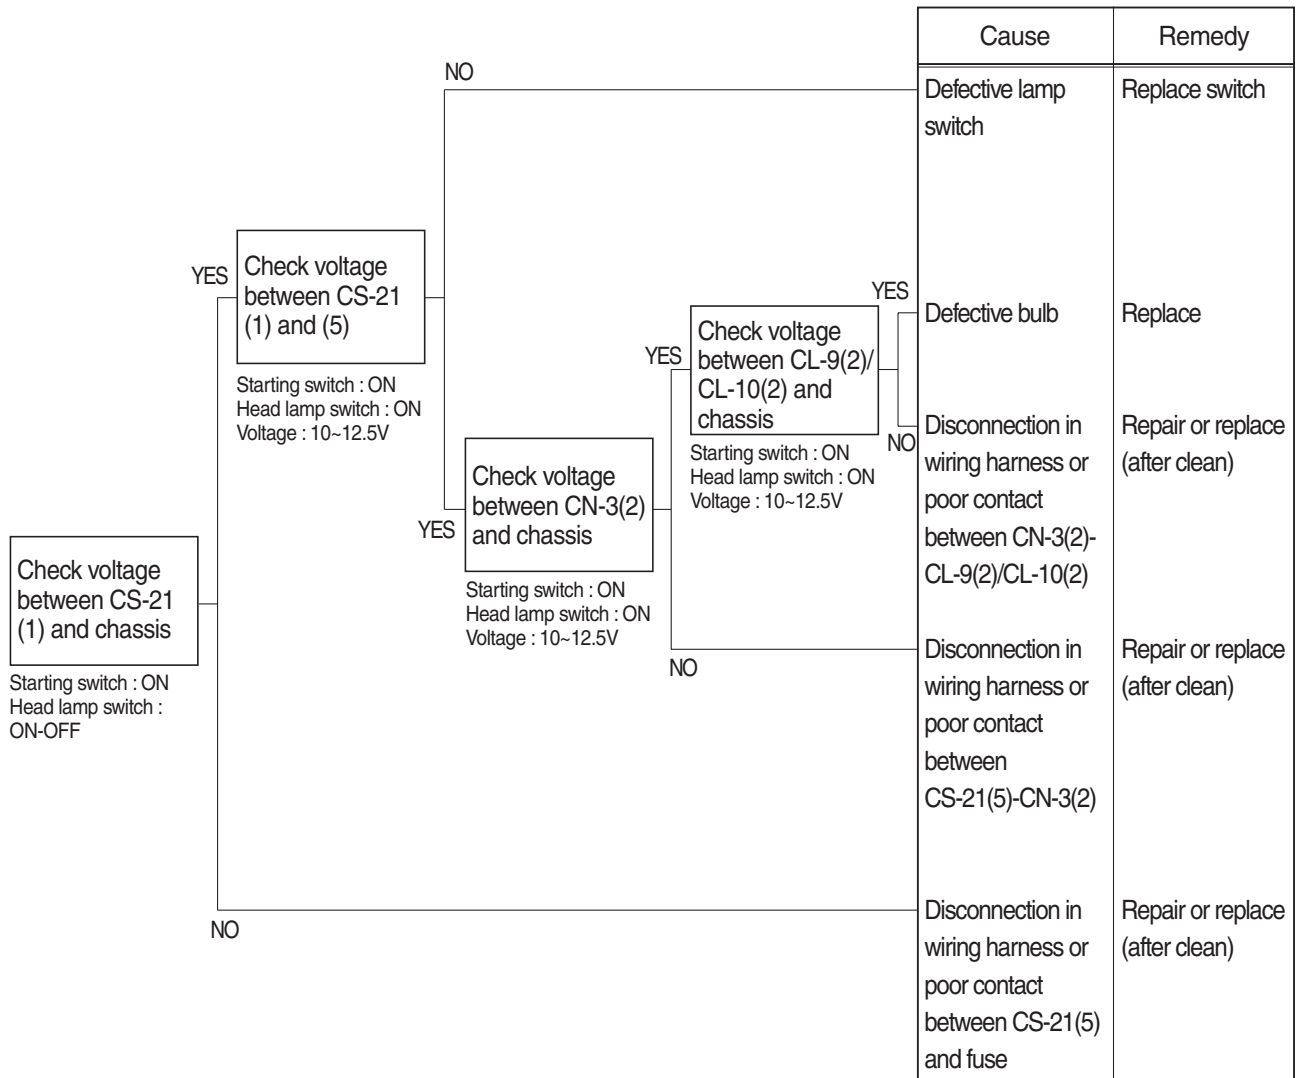 Cause
Remedy
NO
Defective lamp
switch
Replace switch
YES
Check voltage
between CS-21
(1) and (5)
Starting switch : ON
Head lamp switch : ON
Voltage : 10~12.5V
YES
Defective bulb
Replace
YES
Check voltage
between CL-9(2)/
CL-10(2) and
chassis
Starting switch : ON
Head lamp switch : ON
Voltage : 10~12.5V
NO
Disconnection in
wiring harness or
poor contact
between CN-3(2)-
CL-9(2)/CL-10(2)
Repair or replace
(after clean)
YES
Check voltage
between CN-3(2)
and chassis
Starting switch : ON
Head lamp switch : ON
Voltage : 10~12.5V
Check voltage
between CS-21
(1) and chassis
Starting switch : ON
Head lamp switch :
ON-OFF
NO
Disconnection in
wiring harness or
poor contact
between
CS-21(5)-CN-3(2)
Repair or replace
(after clean)
NO
Disconnection in
wiring harness or
poor contact
between CS-21(5)
and fuse
Repair or replace
(after clean)